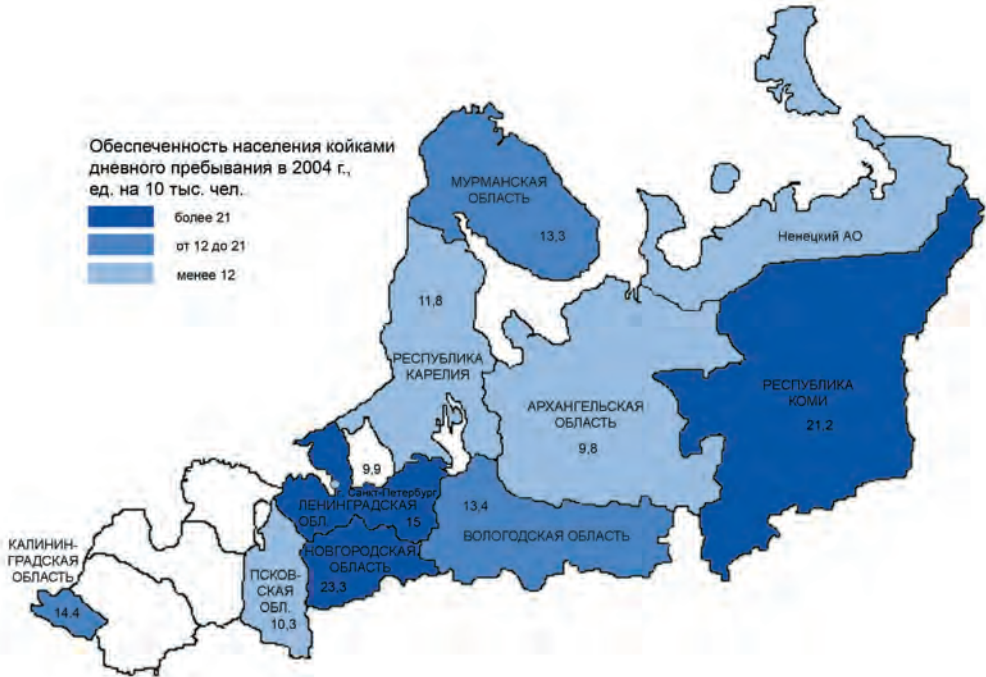 Обеспеченность населения койками
дневного пребывания в 2004 г.,
ед. на 10 тыс. чел.
более 21
от 12 до 21
менее 12
МУРМАНСКАЯ
ОБЛАСТЬ
13,3
Ненецкий АО
11,8
РЕСПУБЛИКА
КАРЕЛИЯ
АРХАНГЕЛЬСКАЯ
ОБЛАСТЬ
9,8
РЕСПУБЛИКА
КОМИ
21,2
9,9
г. Санкт-Петербург
ЛЕНИНГРАДСКАЯ
ОБЛ.
15
13,4
ВОЛОГОДСКАЯ ОБЛАСТЬ
НОВГОРОДСКАЯ
ОБЛАСТЬ
23,3
ПСКОВ-
СКАЯ
ОБЛ.
10,3
КАЛИНИН-
ГРАДСКАЯ
ОБЛАСТЬ
14,4